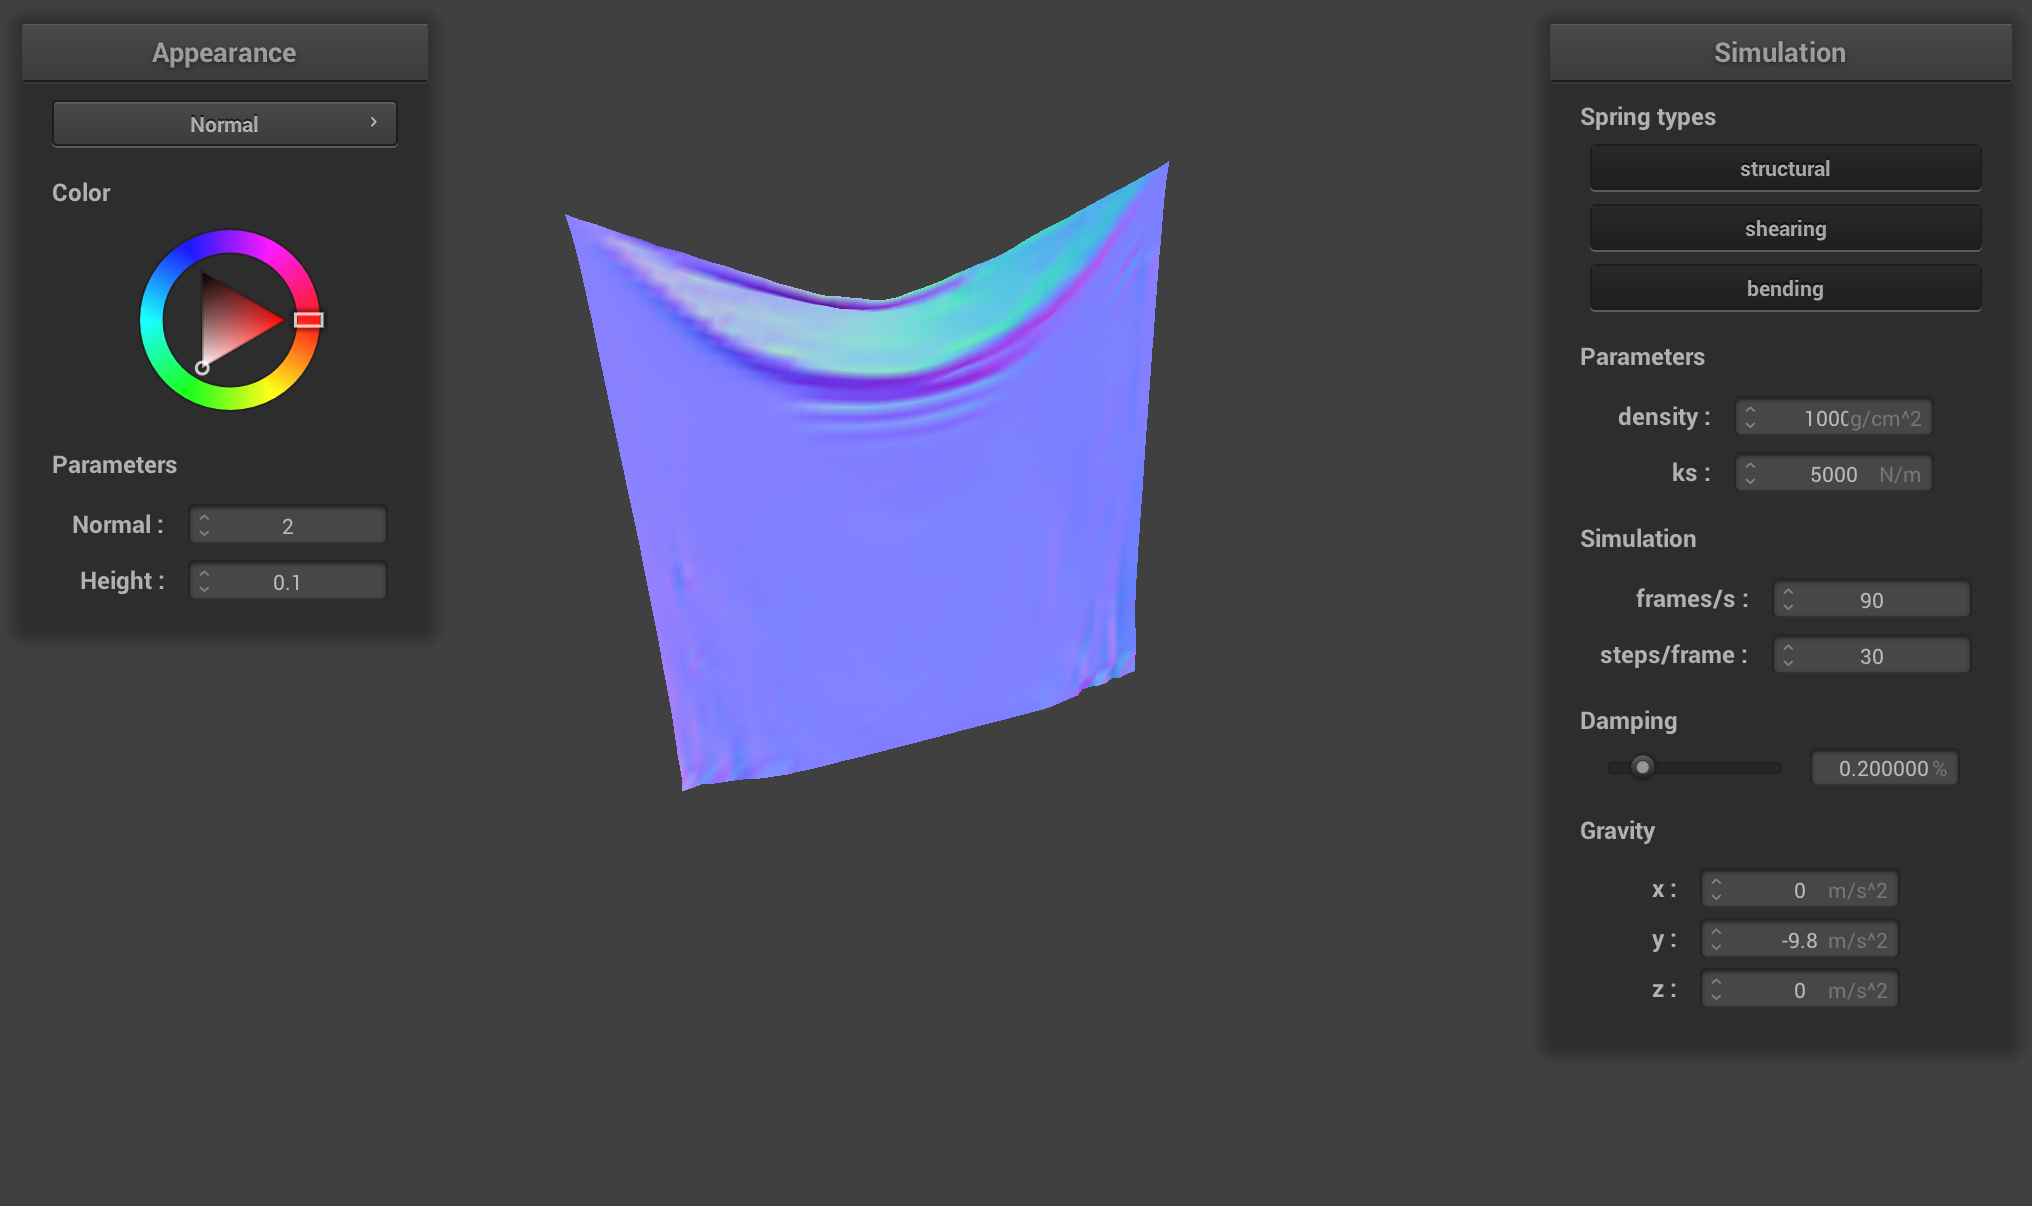 Appearance
Normal
Color
Parameters
Normal : 2
Height : 0.1
Simulation
Spring types
structural
shearing
bending
Parameters
density : 1000 g/cm^2
ks : 5000 N/m
Simulation
frames/s : 90
steps/frame : 30
Damping
0.200000 %
Gravity
x : 0 m/s^2
y : -9.8 m/s^2
z : 0 m/s^2